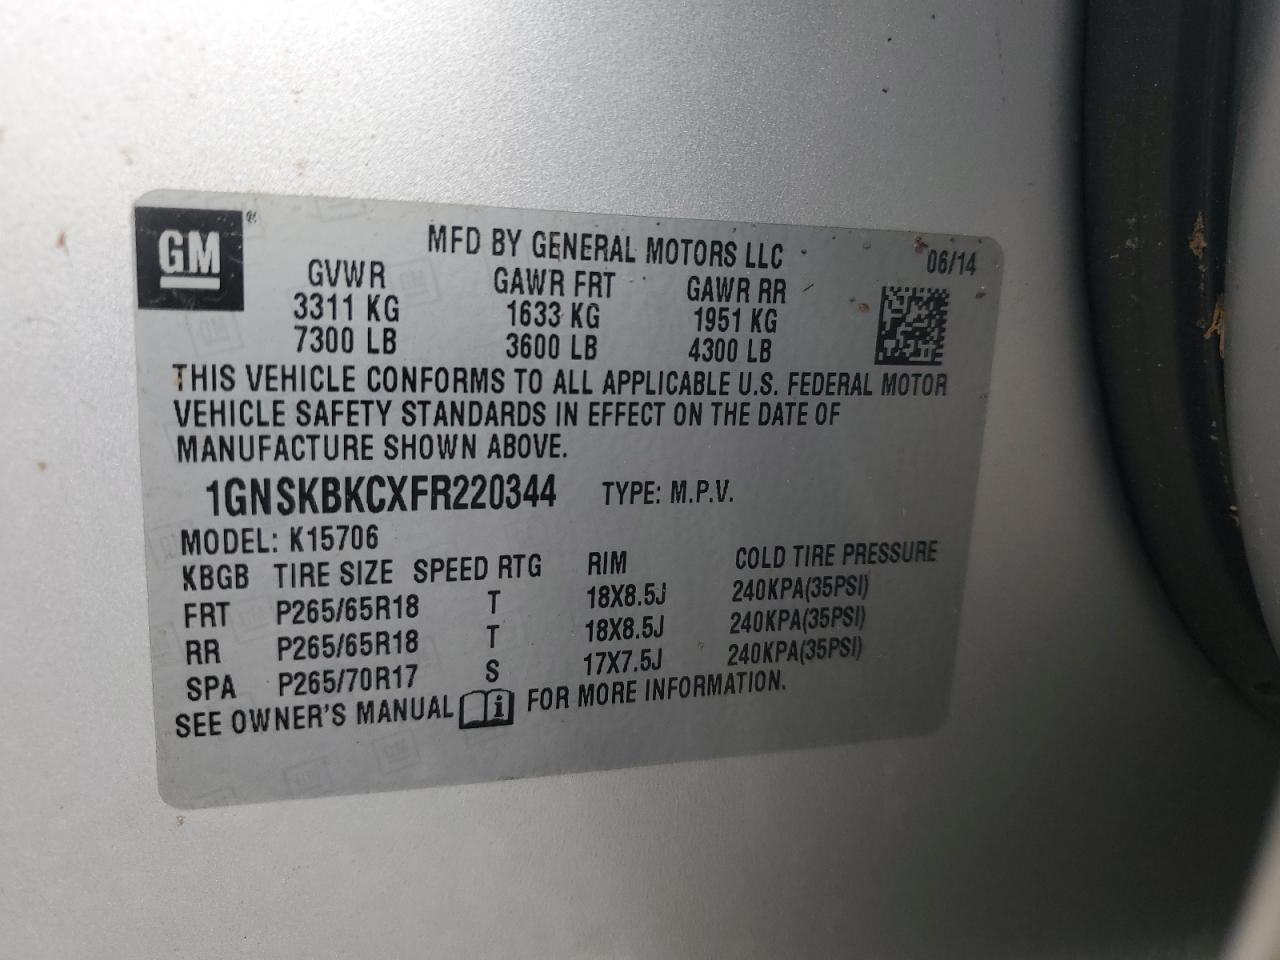 GM®
MFD BY GENERAL MOTORS LLC 06/14
GVWR GAWR FRT GAWR RR
3311 KG 1633 KG 1951 KG
7300 LB 3600 LB 4300 LB
THIS VEHICLE CONFORMS TO ALL APPLICABLE U.S. FEDERAL MOTOR
VEHICLE SAFETY STANDARDS IN EFFECT ON THE DATE OF
MANUFACTURE SHOWN ABOVE.
1GNSKBKCXFR220344 TYPE: M.P.V.
MODEL: K15706
KBGB TIRE SIZE SPEED RTG RIM COLD TIRE PRESSURE
FRT P265/65R18 T 18X8.5J 240KPA(35PSI)
RR P265/65R18 T 18X8.5J 240KPA(35PSI)
SPA P265/70R17 S 17X7.5J 240KPA(35PSI)
SEE OWNER'S MANUAL i FOR MORE INFORMATION.